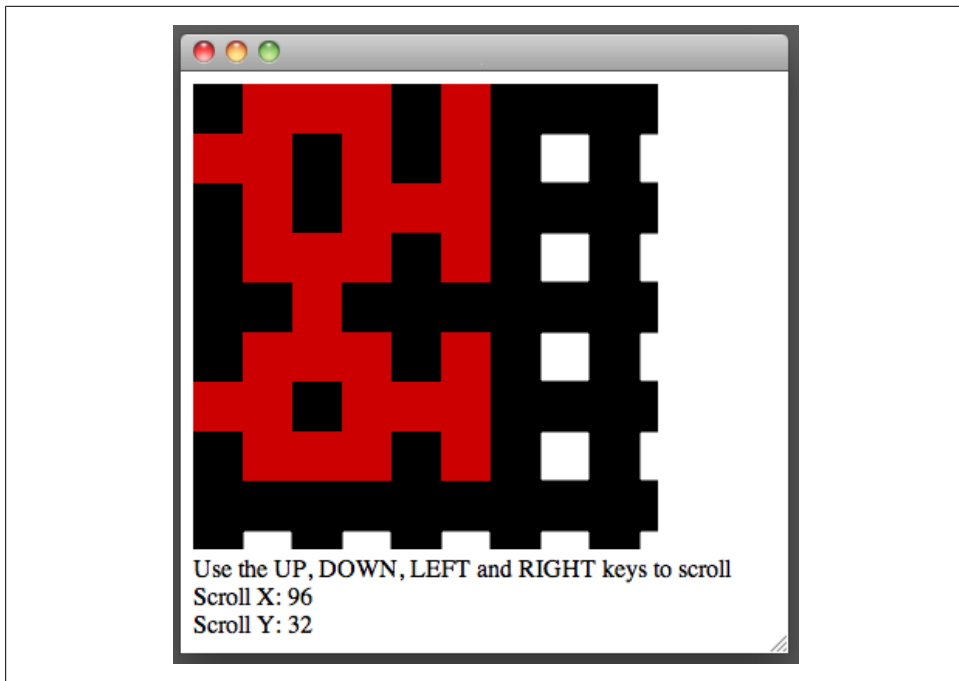 Use the UP, DOWN, LEFT and RIGHT keys to scroll
Scroll X: 96
Scroll Y: 32